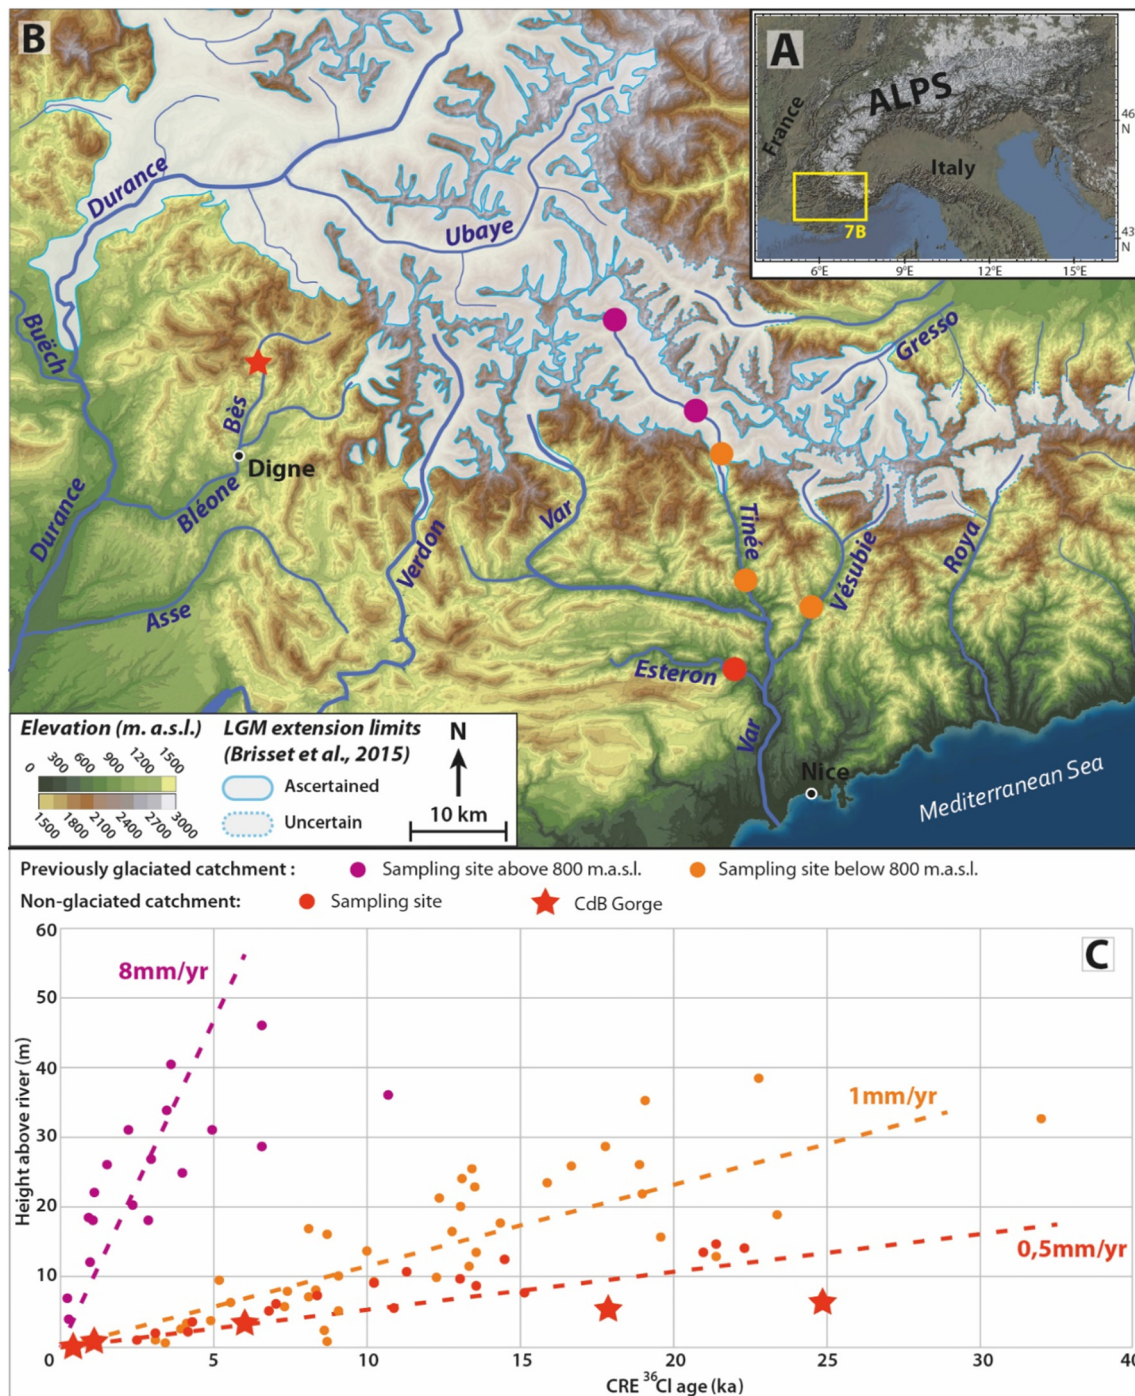 B
A
ALPS
France
Italy
7B
46
N
43
N
6°E
9°E
12°E
15°E
Durance
Ubaye
Buëch
Gresso
Bès
Digne
Durance
Bléone
Var
Tinée
Verdon
Vésubie
Roya
Asse
Esteron
Var
Nice
Mediterranean Sea
Elevation (m. a.s.l.)
0 300 600 900 1200 1500
1500 1800 2100 2400 2700 3000
LGM extension limits
(Brisset et al., 2015)
Ascertained
Uncertain
N
10 km
Previously glaciated catchment :
Sampling site above 800 m.a.s.l.
Sampling site below 800 m.a.s.l.
Non-glaciated catchment:
Sampling site
CdB Gorge
C
60
50
40
30
20
10
0
Height above river (m)
8mm/yr
1mm/yr
0,5mm/yr
5
10
15
20
25
30
35
40
CRE 36Cl age (ka)